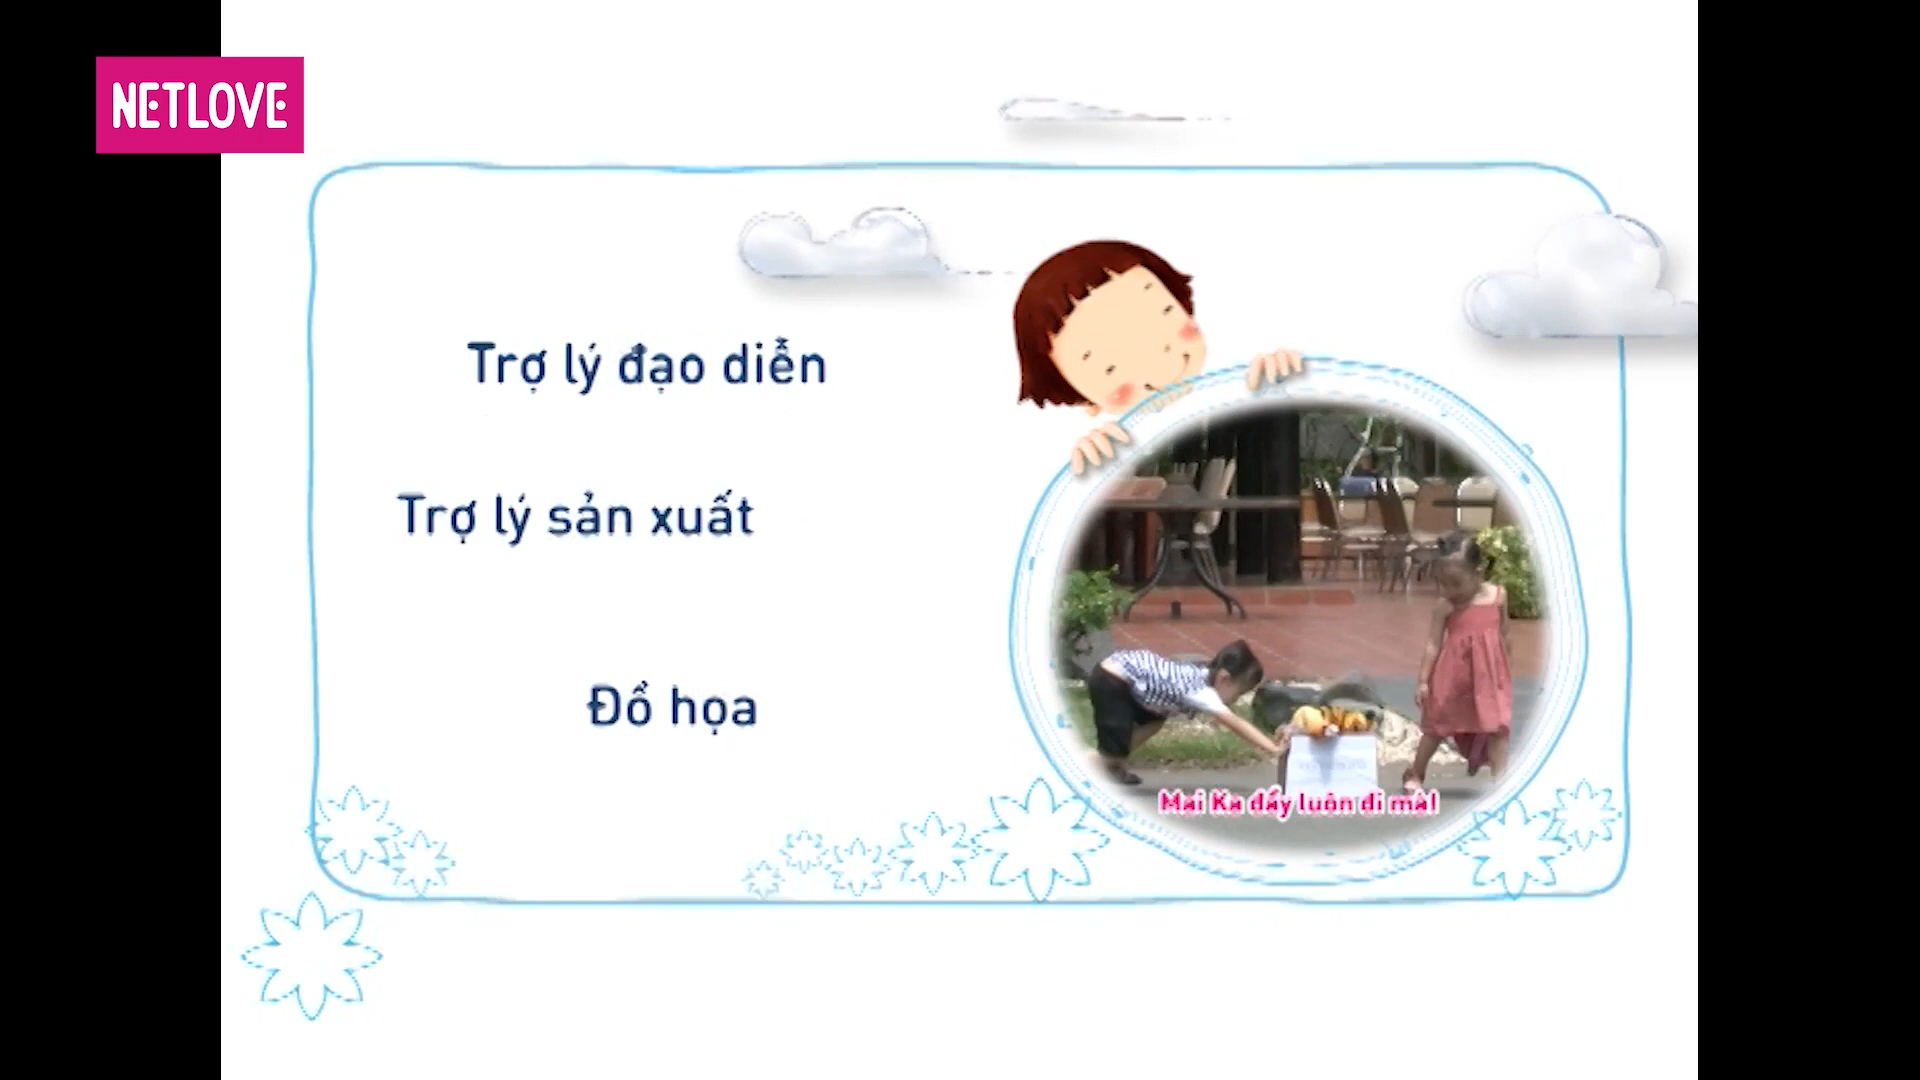 NETLOVE
Trợ lý đạo diễn
Trợ lý sản xuất
Đồ họa
Mai Ka đẩy luôn đi mà!